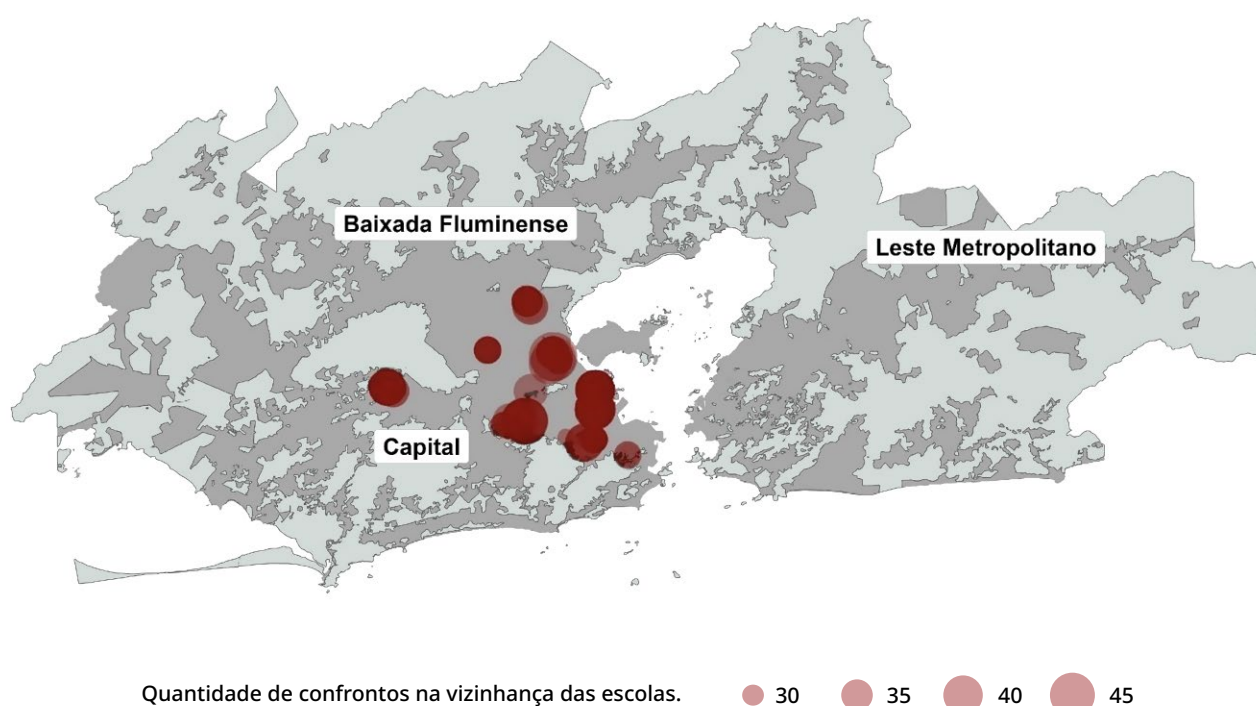 Baixada Fluminense
Leste Metropolitano
Capital
Quantidade de confrontos na vizinhança das escolas. 30 35 40 45